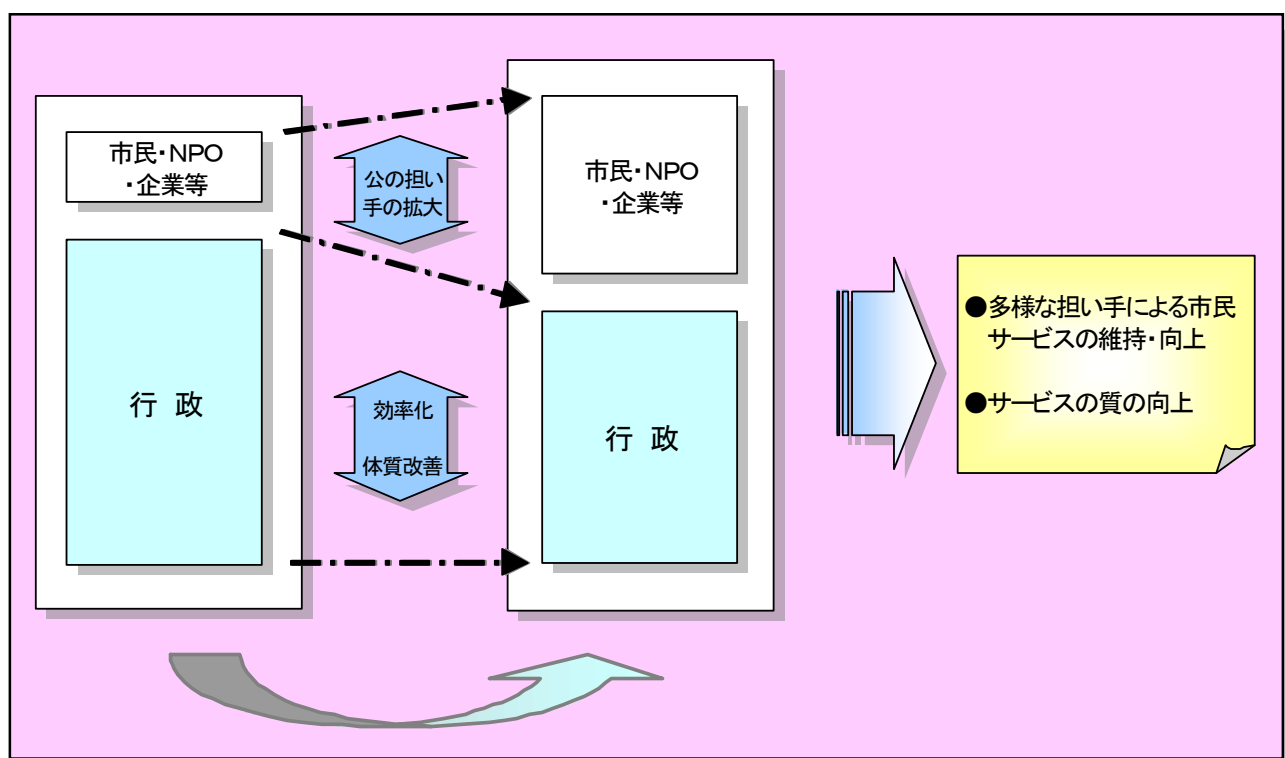 市民・NPO
・企業等
行 政
公の担い
手の拡大
効率化
体質改善
市民・NPO
・企業等
行 政
●多様な担い手による市民
サービスの維持・向上
●サービスの質の向上